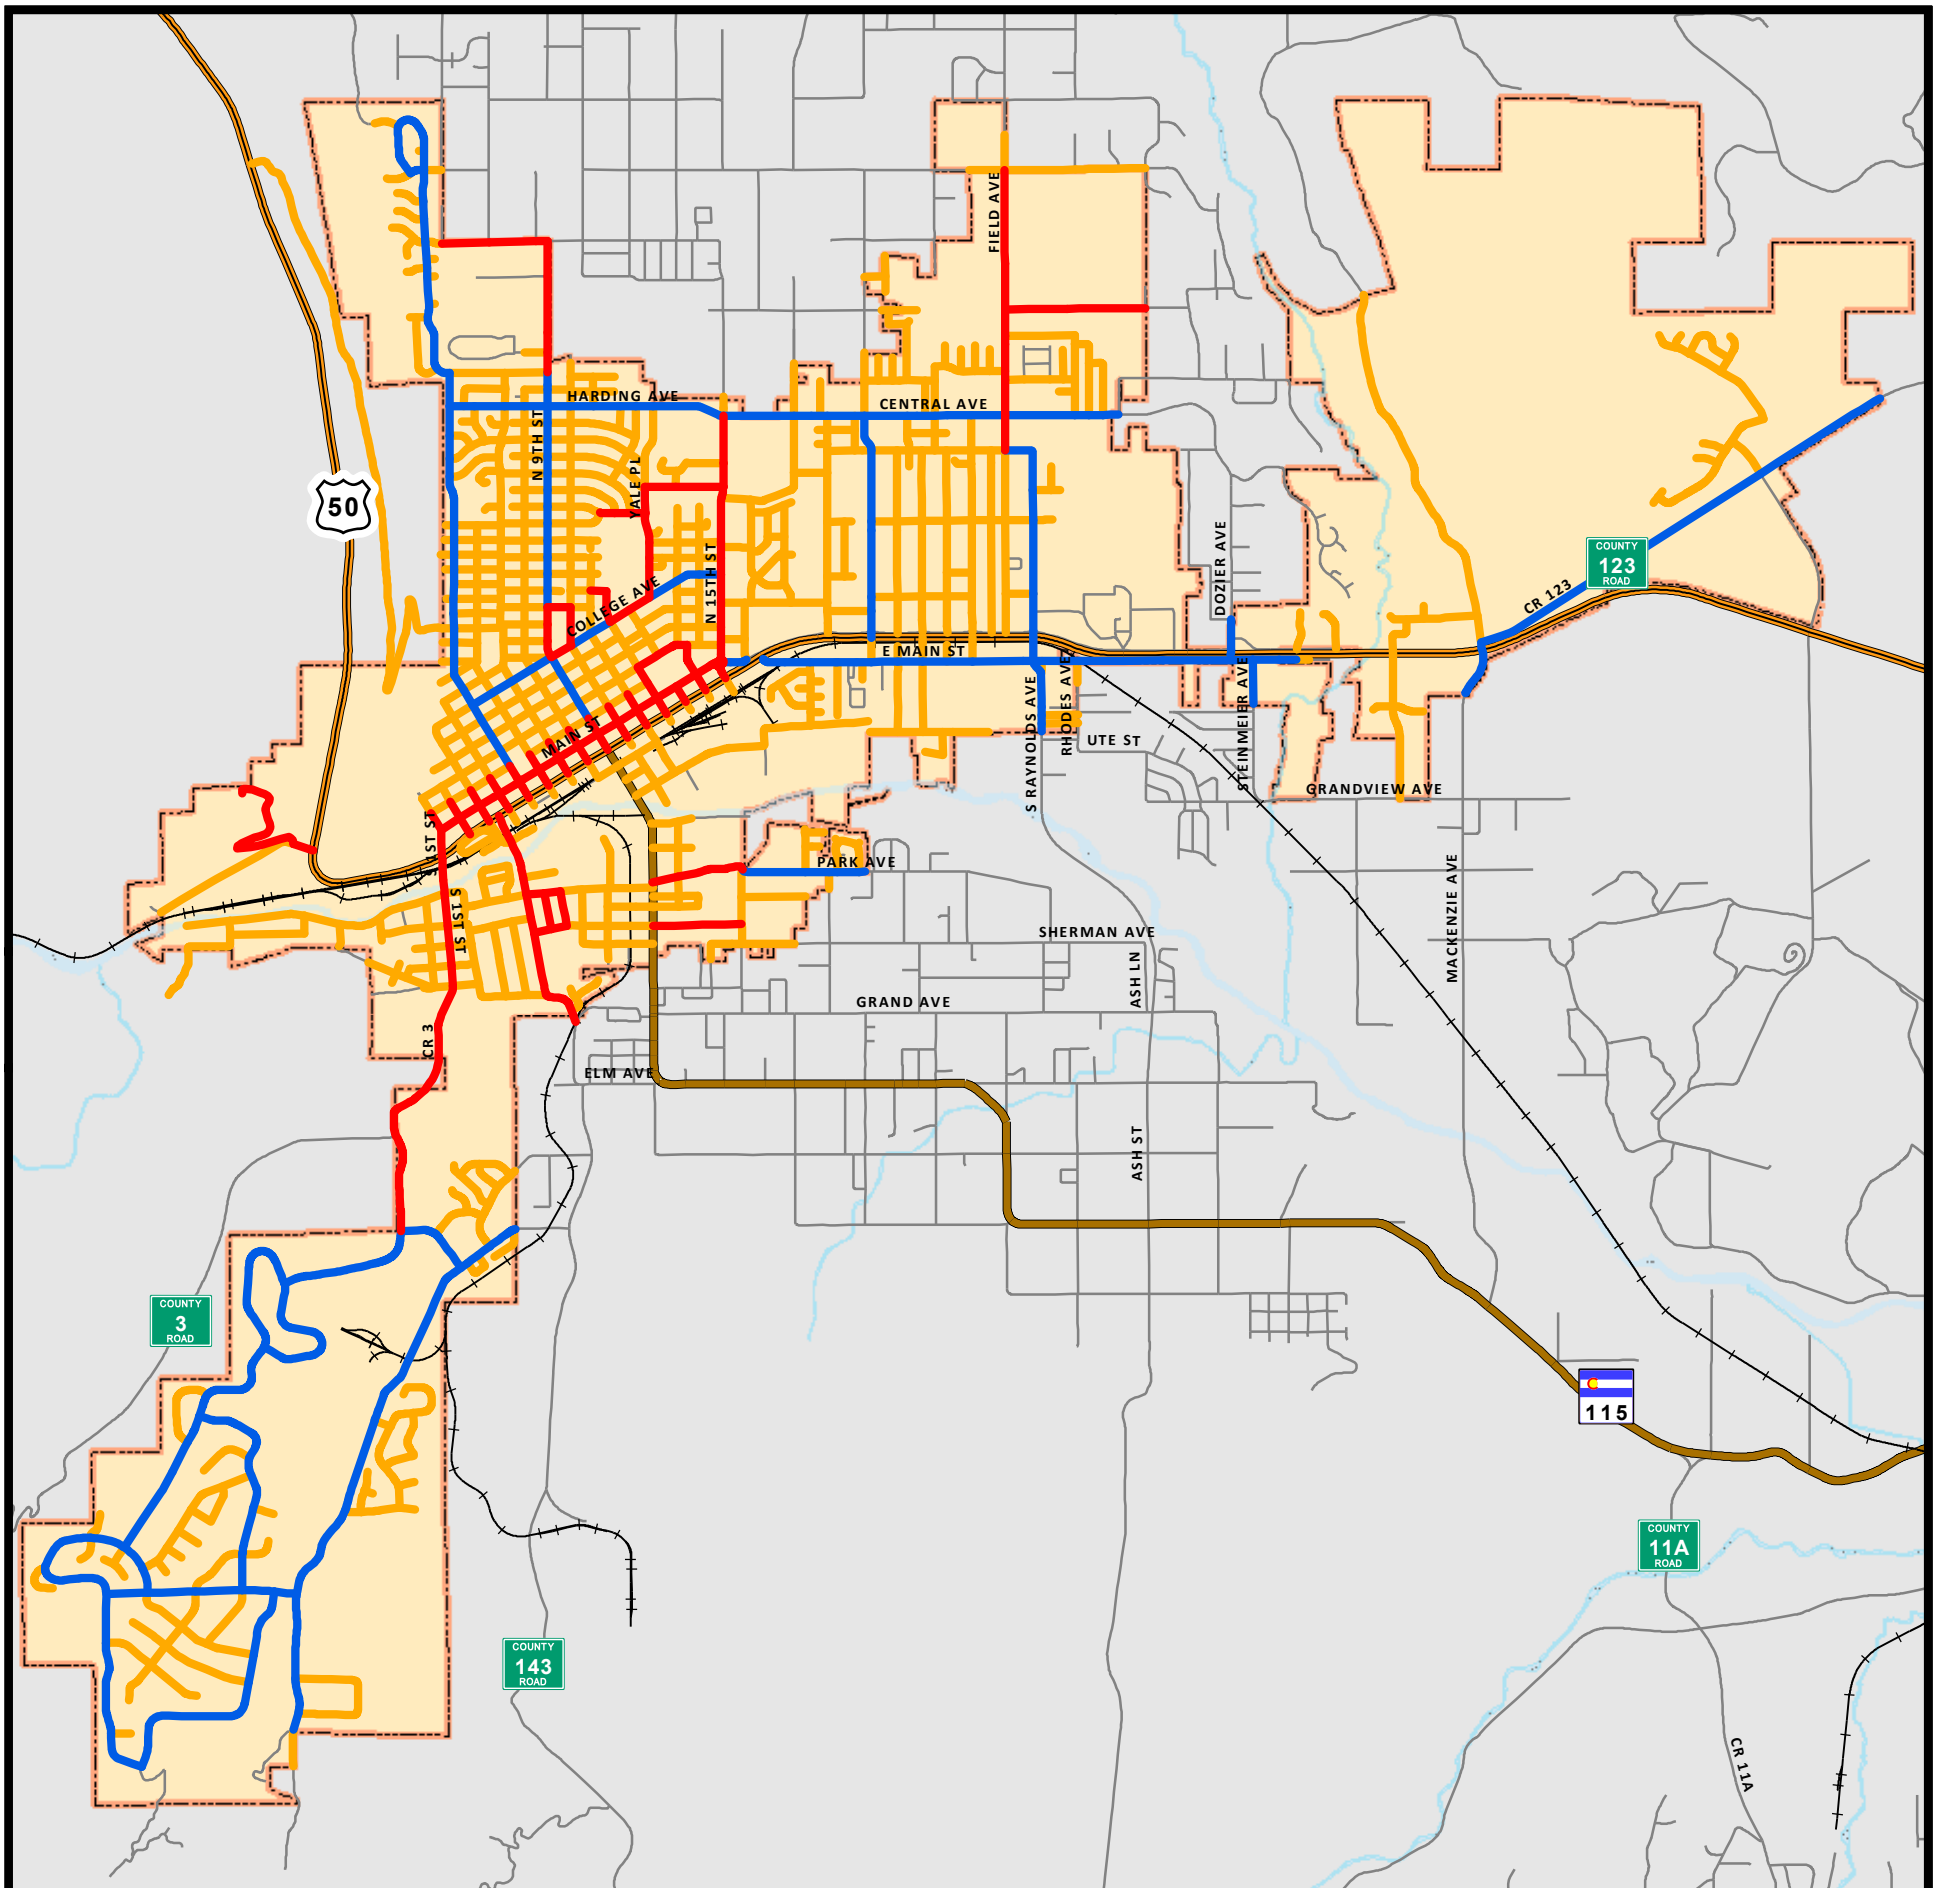 FIELD AVE
HARDING AVE
CENTRAL AVE
N 9TH ST
YALE PL
50
N 15TH ST
COLLEGE AVE
DOZIER AVE
COUNTY
123
ROAD
CR 123
E MAIN ST
MAIN ST
S RAYNOLDS AVE
RHODES AVE
UTE ST
STEINMEIER AVE
GRANDVIEW AVE
S 1ST ST
S 1ST ST
PARK AVE
MACKENZIE AVE
SHERMAN AVE
ASH LN
GRAND AVE
CR 3
ELM AVE
ASH ST
COUNTY
3
ROAD
115
COUNTY
11A
ROAD
COUNTY
143
ROAD
CR 11A